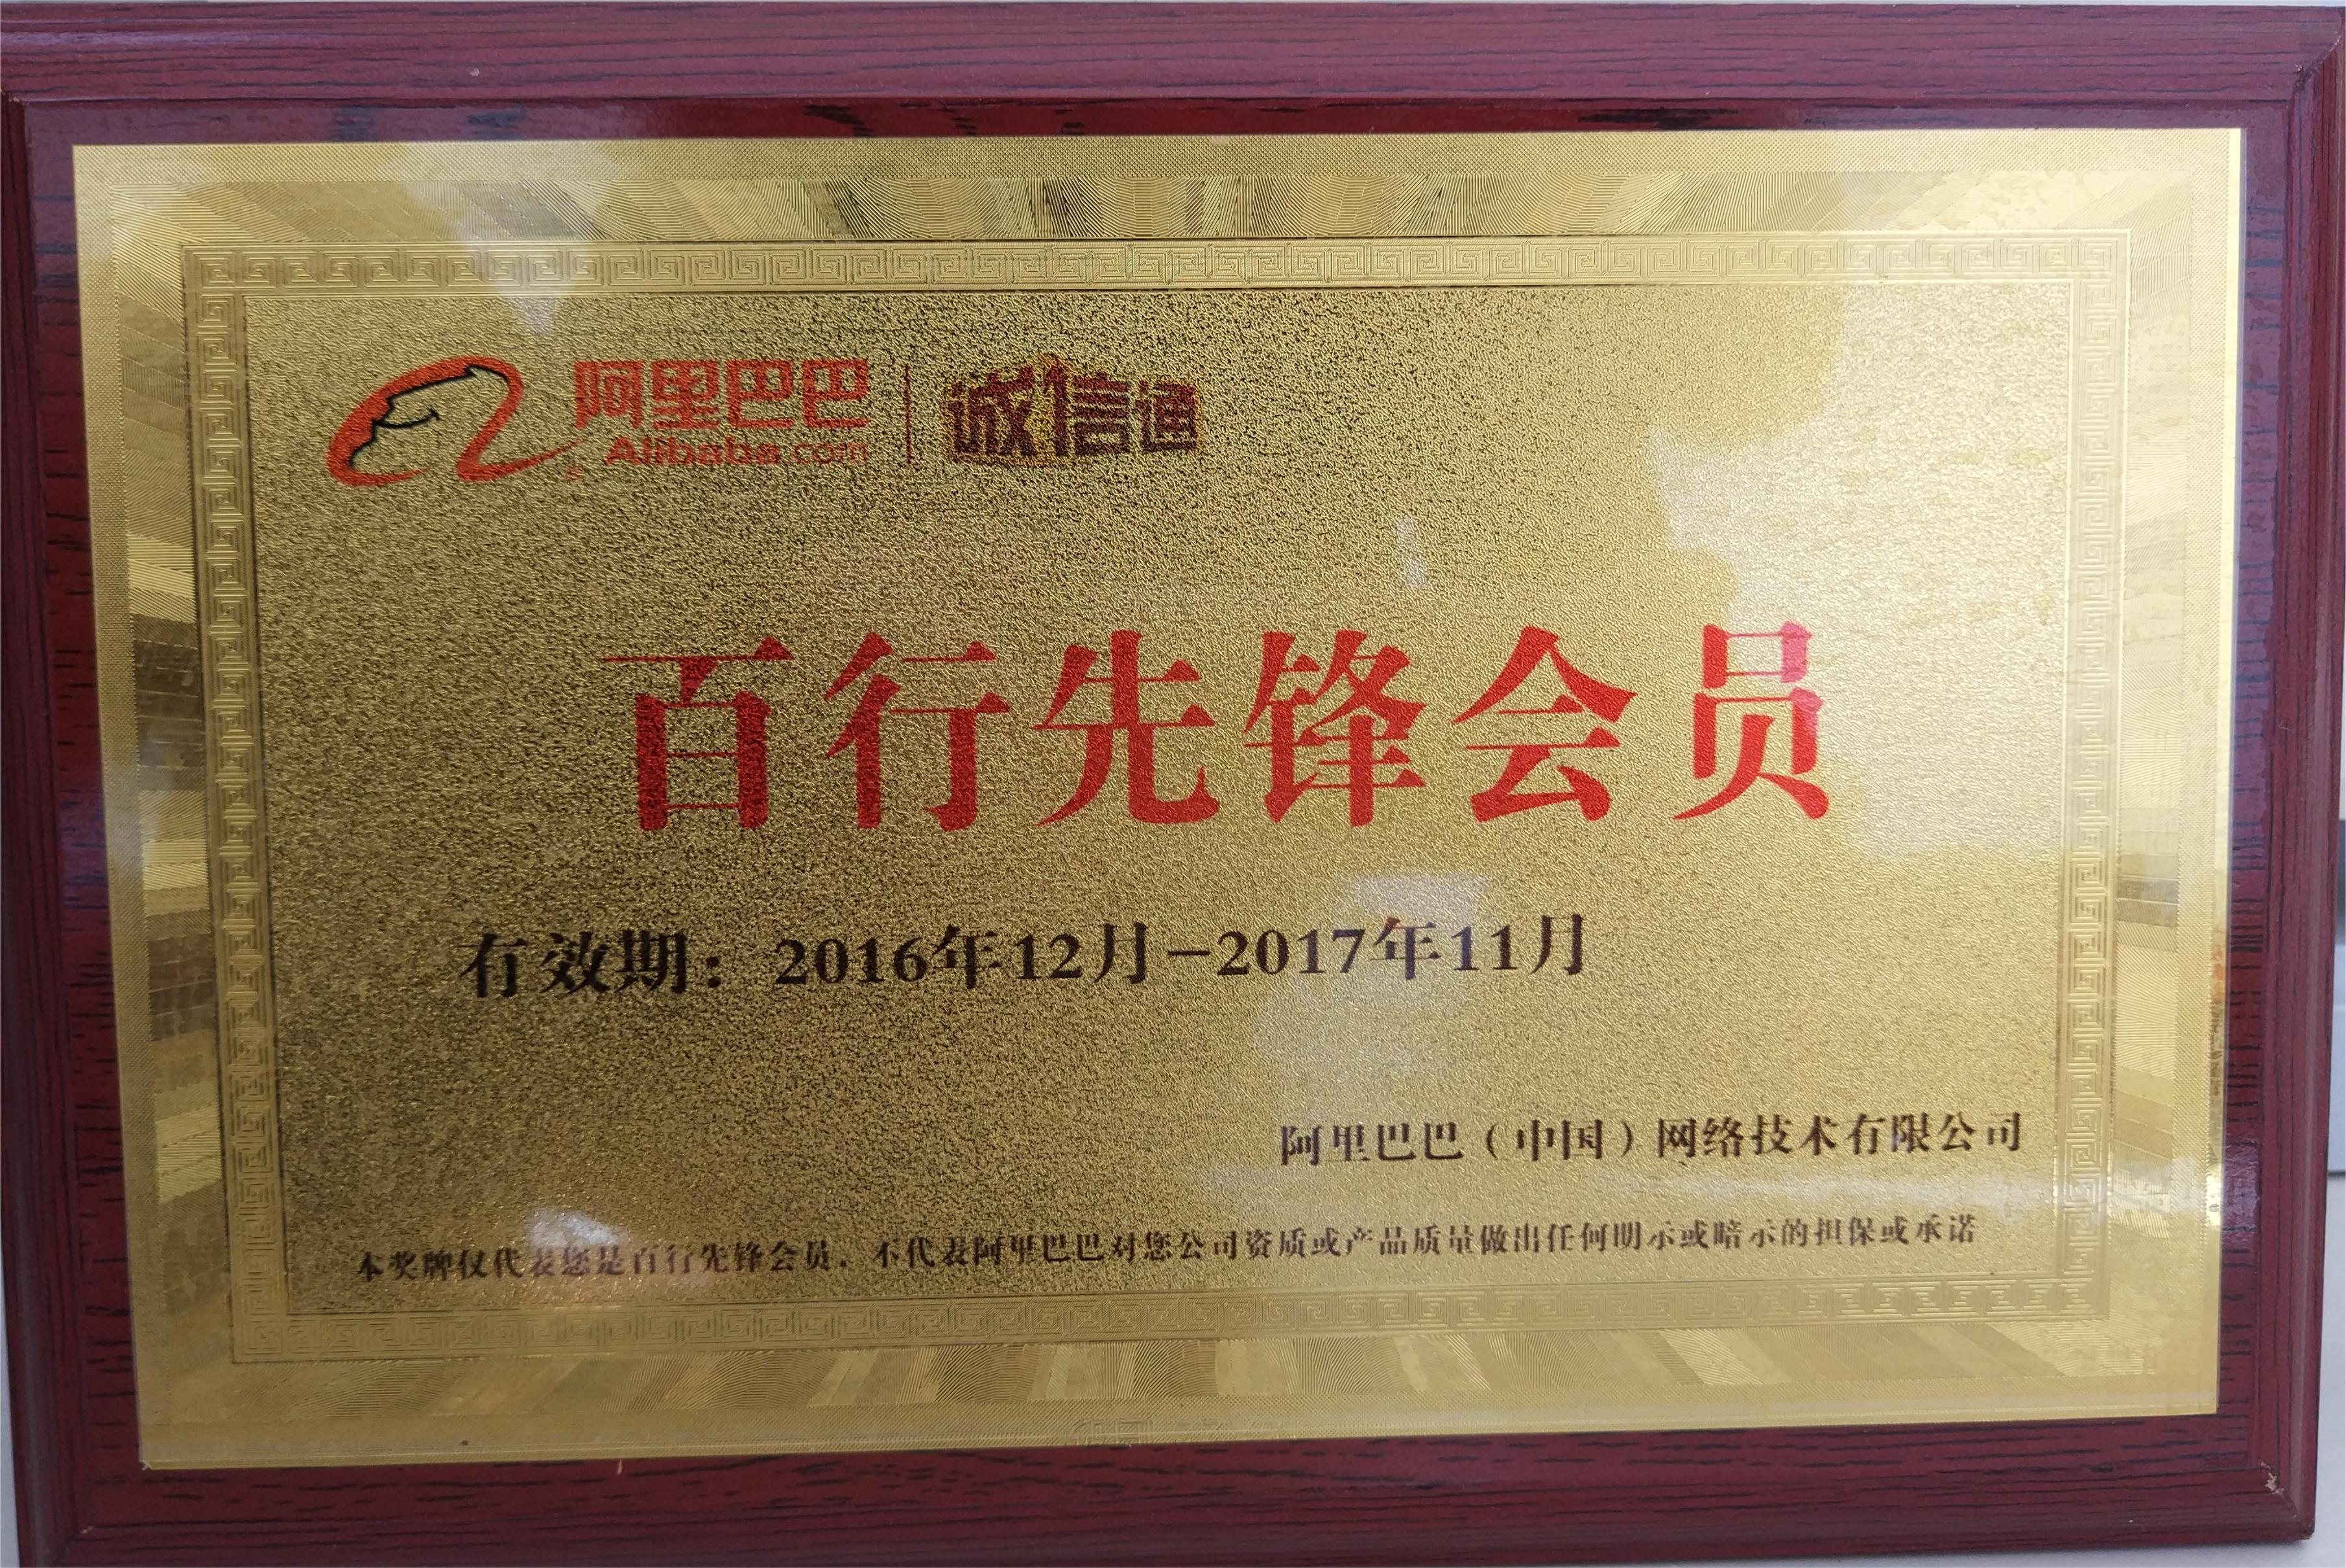 阿里巴巴 诚信通
Alibaba.com
百行先锋会员
有效期：2016年12月-2017年11月
阿里巴巴（中国）网络技术有限公司
本奖牌仅代表您是百行先锋会员，不代表阿里巴巴对您公司资质或产品质量做出任何明示或暗示的担保或承诺